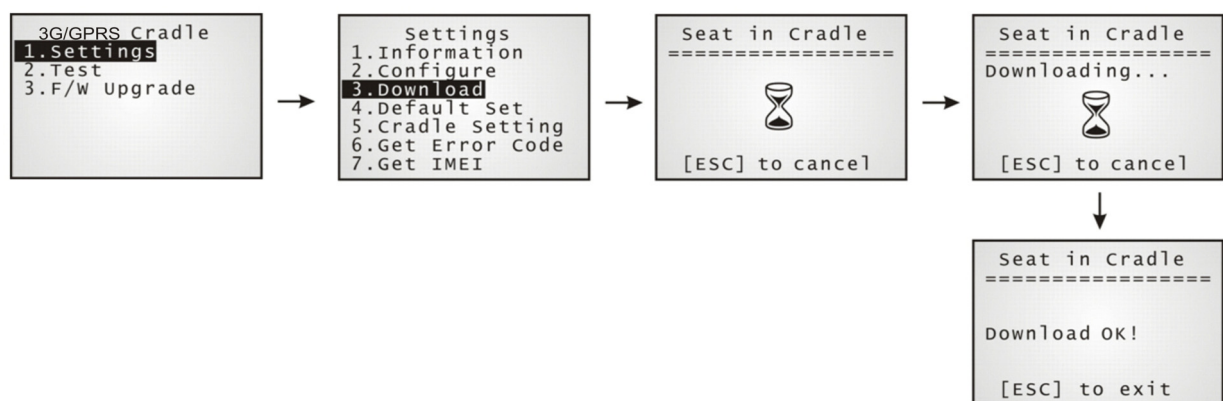 3G/GPRS Cradle
1.Settings
2.Test
3.F/W Upgrade
Settings
1.Information
2.Configure
3.Download
4.Default Set
5.Cradle Setting
6.Get Error Code
7.Get IMEI
Seat in Cradle
=================
[ESC] to cancel
Seat in Cradle
=================
Downloading...
[ESC] to cancel
Seat in Cradle
=================
Download OK!
[ESC] to exit